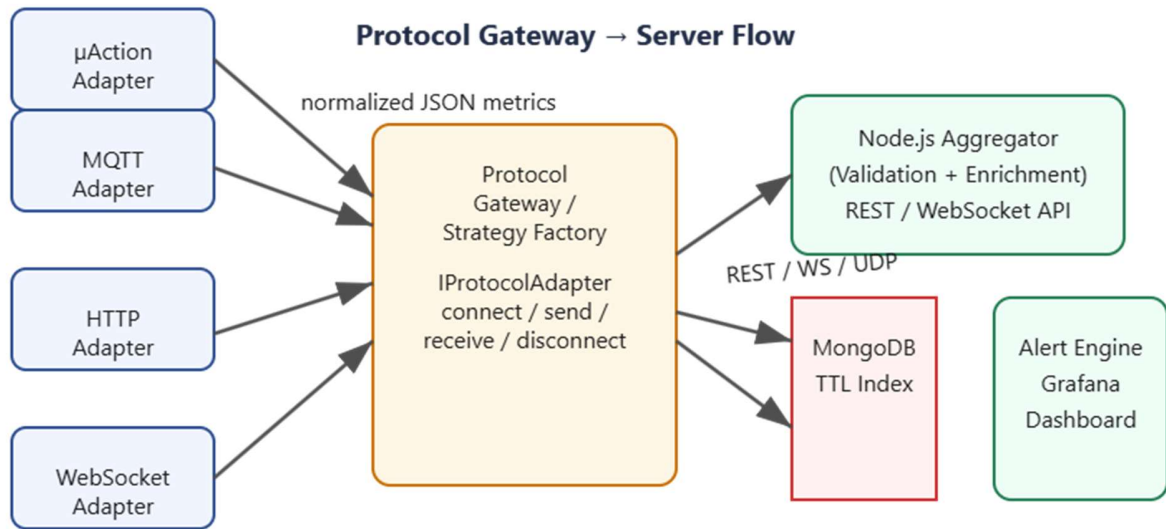 Protocol Gateway → Server Flow
µAction
Adapter
MQTT
Adapter
HTTP
Adapter
WebSocket
Adapter
normalized JSON metrics
Protocol
Gateway /
Strategy Factory
IProtocolAdapter
connect / send /
receive / disconnect
Node.js Aggregator
(Validation + Enrichment)
REST / WebSocket API
REST / WS / UDP
MongoDB
TTL Index
Alert Engine
Grafana
Dashboard